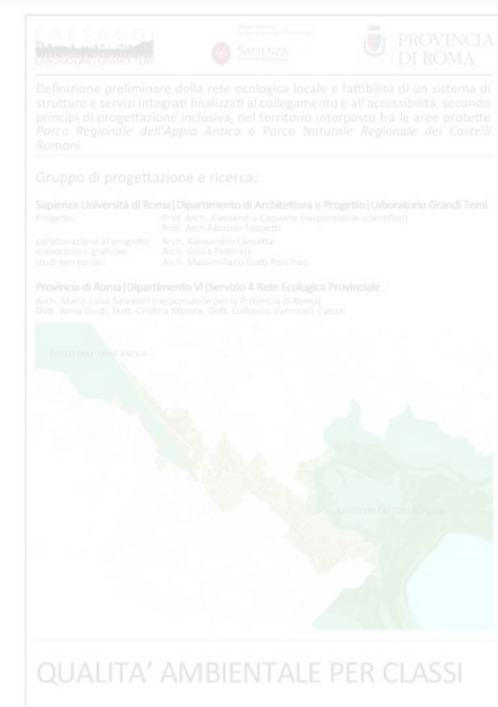 PAESAGGI
LABORATORIO GRANDI TEMI
SAPIENZA
PROVINCIA
DI ROMA
Definizione preliminare della rete ecologica locale e fattibilità di un sistema di
strutture e servizi integrati finalizzati al collegamento e all'accessibilità, secondo
principi di progettazione inclusiva, nel territorio interposto fra le aree protette
Parco Regionale dell'Appia Antica e Parco Naturale Regionale dei Castelli
Romani.
Gruppo di progettazione e ricerca:
Sapienza Università di Roma|Dipartimento di Architettura e Progetto|Laboratorio Grandi Temi
Progetto: Prof. Arch. Alessandra Capuano (responsabile scientifico)
Prof. Arch.Fabrizio Toppetti
collaborazione al progetto: Arch. Alessandro Lanzetta
elaborazioni grafiche: Arch. Giulia Pettinelli
studi territoriali: Arch. Massimiliano Gotti Porcinari
Provincia di Roma|Dipartimento VI|Servizio 4 Rete Ecologica Provinciale
Arch. Maria Luisa Salvatori (responsabile per la Provincia di Roma)
Dott. Anna Guidi, Dott. Cristina Dott. Ludovico Vannicelli Casoni
PARCO DELL'APPIA ANTICA
QUALITA' AMBIENTALE PER CLASSI